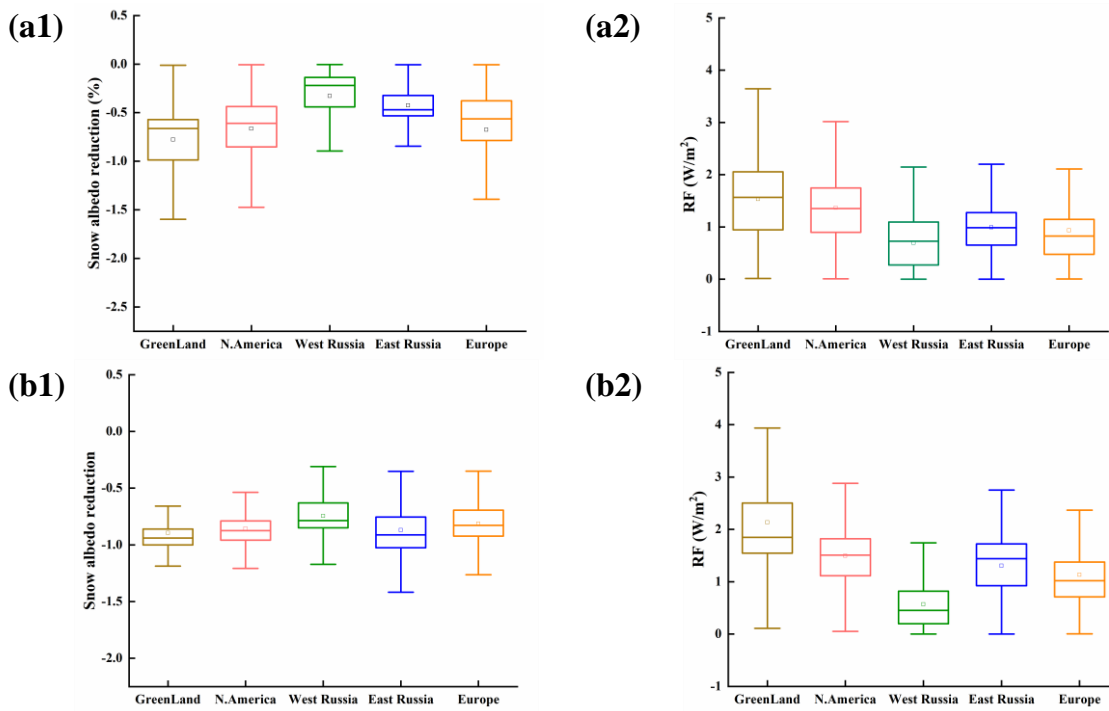 (a1)
Snow albedo reduction (%)
0.5
0.0
-0.5
-1.0
-1.5
-2.0
-2.5
GreenLand N.America West Russia East Russia Europe
(a2)
RF (W/m²)
5
4
3
2
1
0
-1
GreenLand N.America West Russia East Russia Europe
(b1)
Snow albedo reduction
0.5
0.0
-0.5
-1.0
-1.5
-2.0
GreenLand N.America West Russia East Russia Europe
(b2)
RF (W/m²)
5
4
3
2
1
0
-1
GreenLand N.America West Russia East Russia Europe